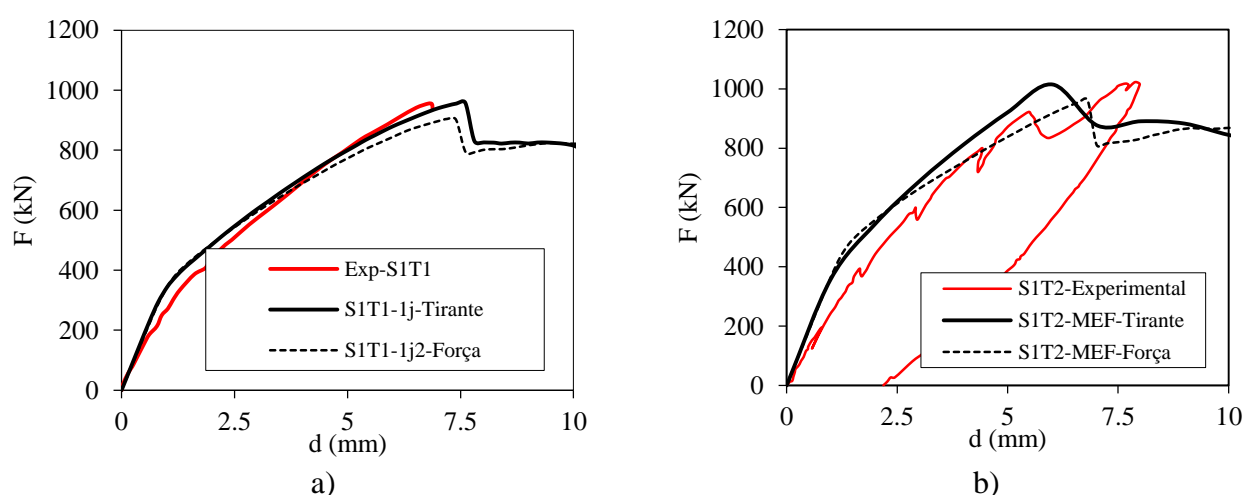 1200
1000
800
600
400
200
0
F (kN)
0
2.5
5
7.5
10
d (mm)
Exp-S1T1
S1T1-1j-Tirante
S1T1-1j2-Força
a)
1200
1000
800
600
400
200
0
F (kN)
0
2.5
5
7.5
10
d (mm)
S1T2-Experimental
S1T2-MEF-Tirante
S1T2-MEF-Força
b)